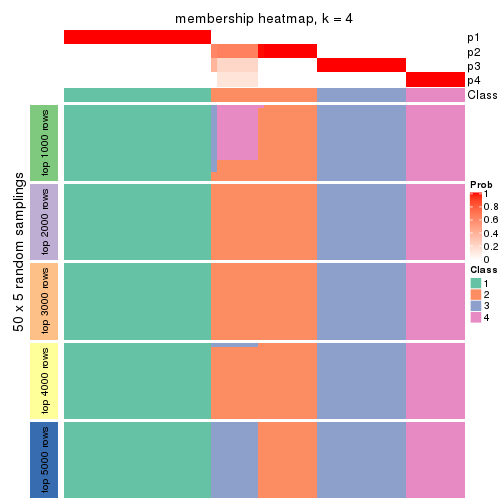 membership heatmap, k = 4
p1
p2
p3
p4
Class
50 x 5 random samplings
top 1000 rows
top 2000 rows
top 3000 rows
top 4000 rows
top 5000 rows
Prob
1
0.8
0.6
0.4
0.2
0
Class
1
2
3
4